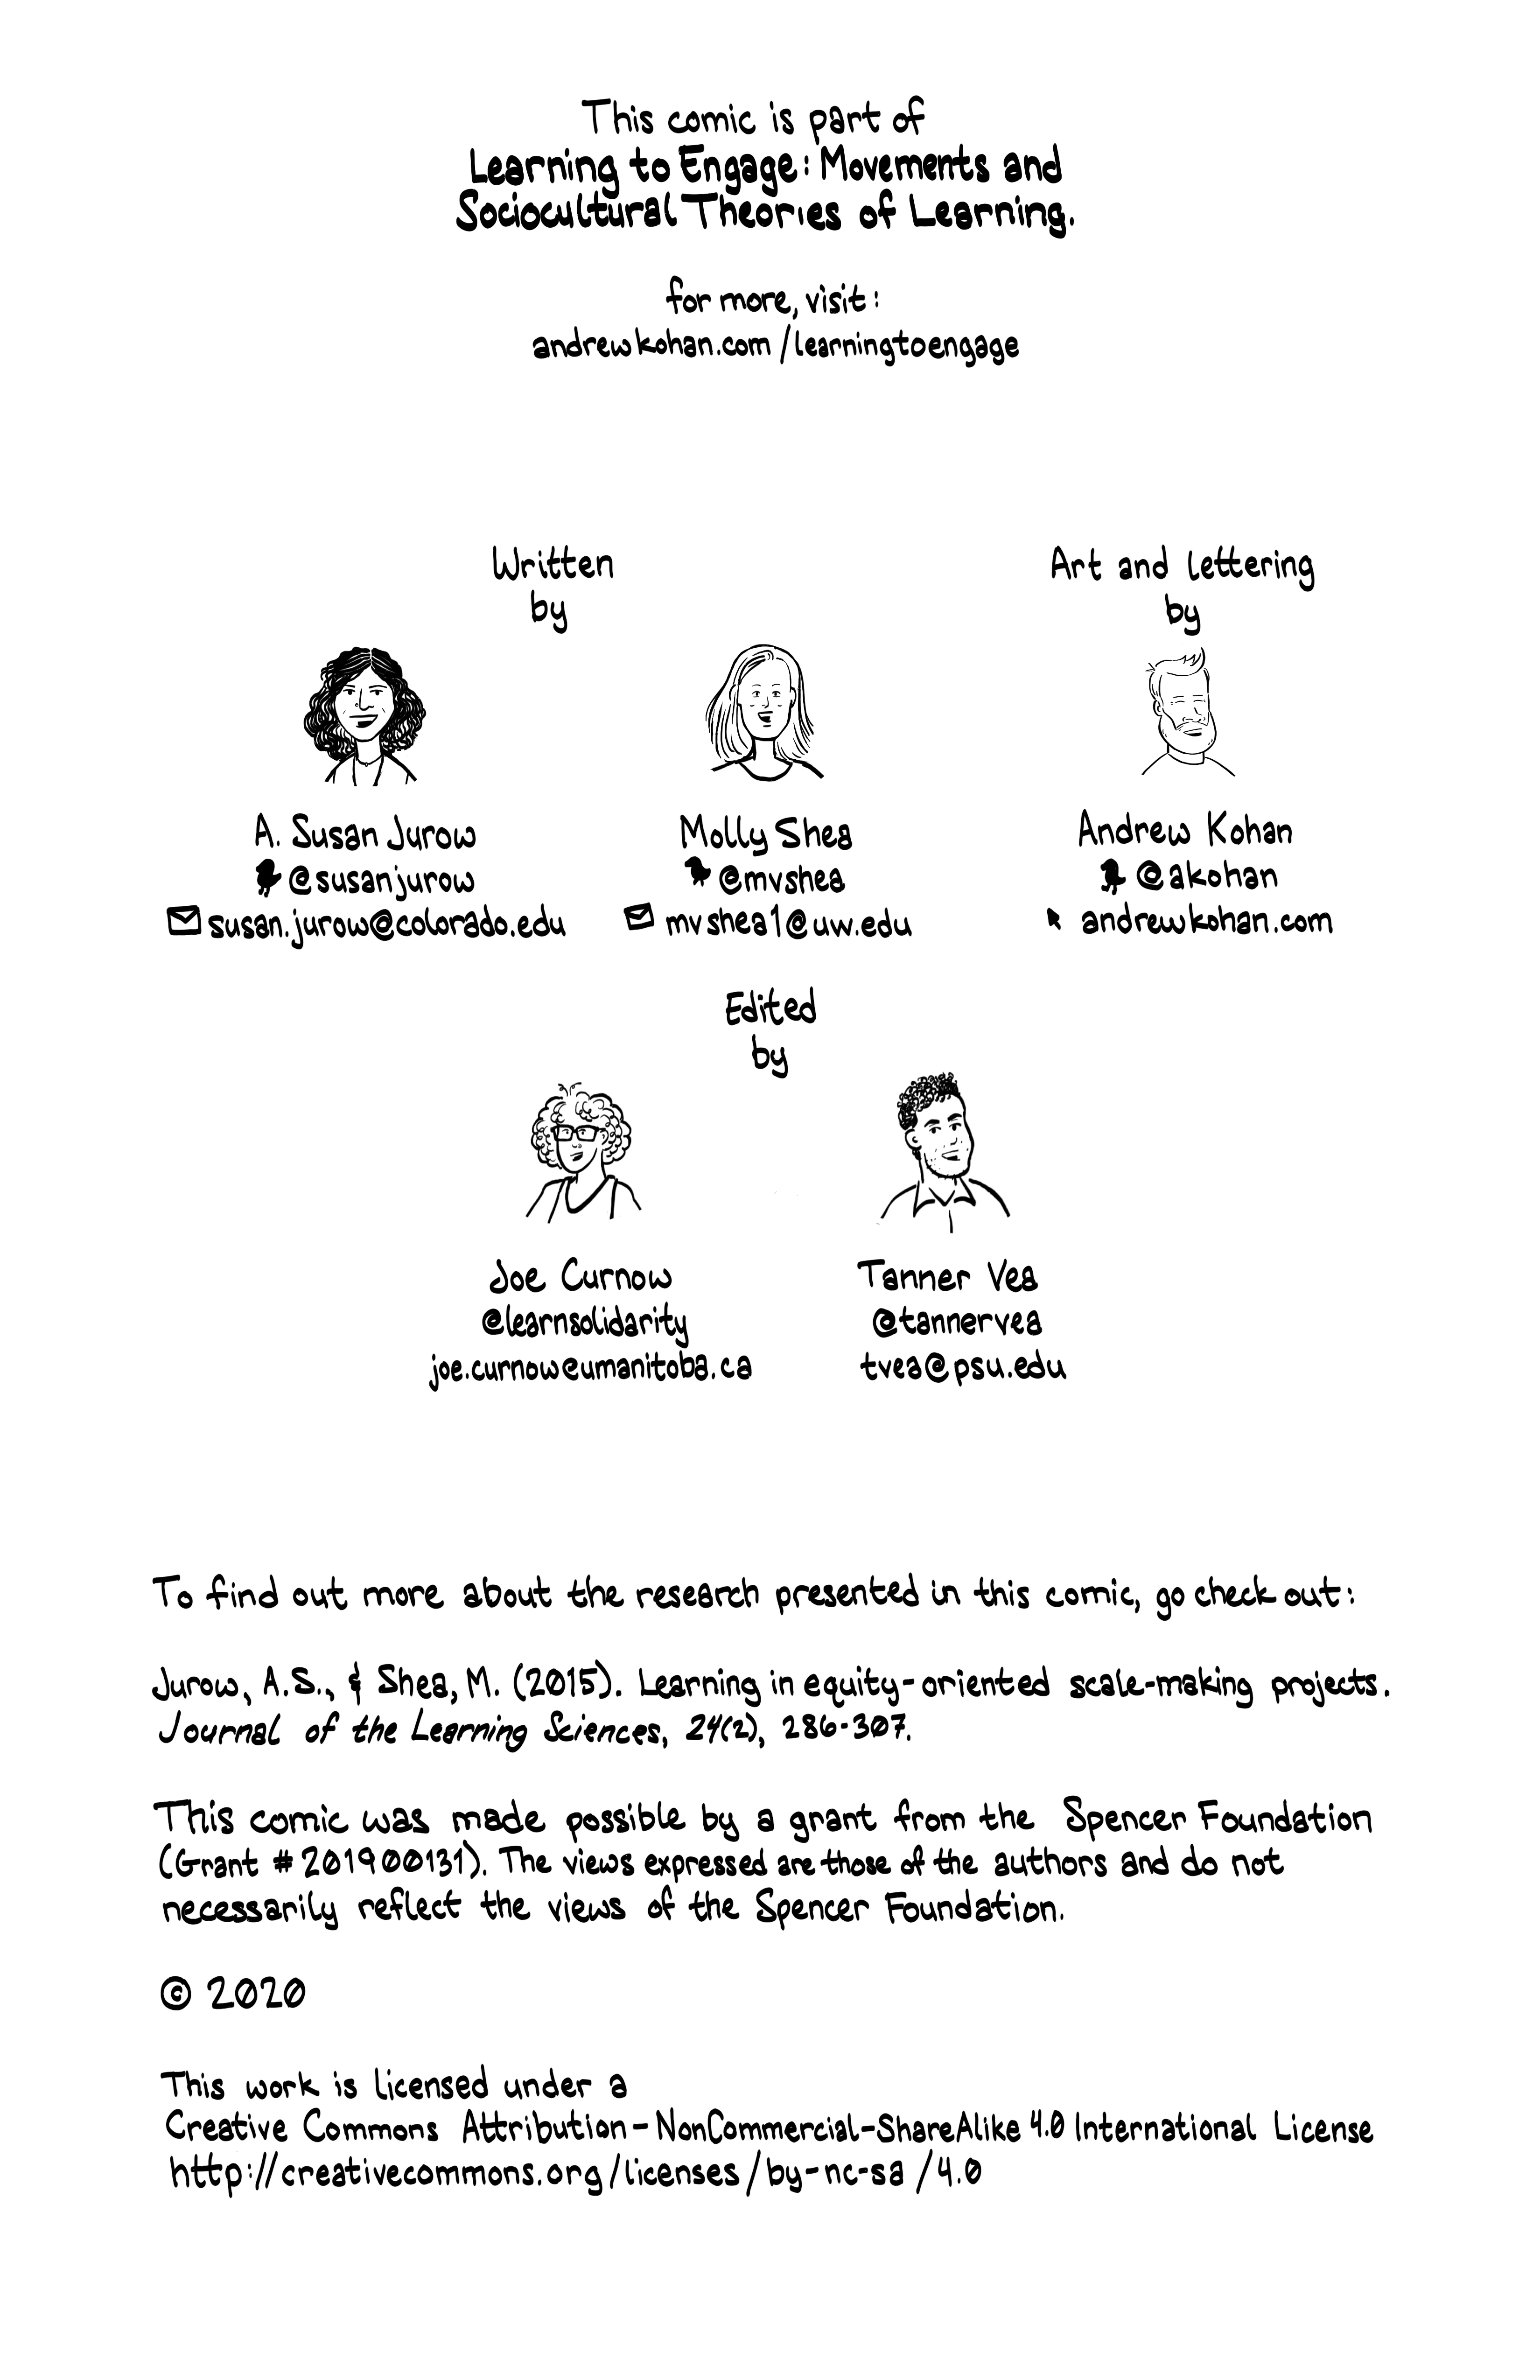 This comic is part of
Learning to Engage: Movements and
Sociocultural Theories of Learning.
for more, visit:
andrewkohan.com/learningtoengage
Written
by
Art and lettering
by
A. Susan Jurow
@susanjurow
susan.jurow@colorado.edu
Molly Shea
@mvshea
mvshea1@uw.edu
Andrew Kohan
@akohan
andrewkohan.com
Edited
by
Joe Curnow
@learnsolidarity
joe.curnow@umanitoba.ca
Tanner Vea
@tannervea
tvea@psu.edu
To find out more about the research presented in this comic, go check out:
Jurow, A.S., & Shea, M. (2015). Learning in equity-oriented scale-making projects.
Journal of the Learning Sciences, 24(2), 286-307.
This comic was made possible by a grant from the Spencer Foundation
(Grant #201900131). The views expressed are those of the authors and do not
necessarily reflect the views of the Spencer Foundation.
© 2020
This work is licensed under a
Creative Commons Attribution-NonCommercial-ShareAlike 4.0 International License
http://creativecommons.org/licenses/by-nc-sa/4.0